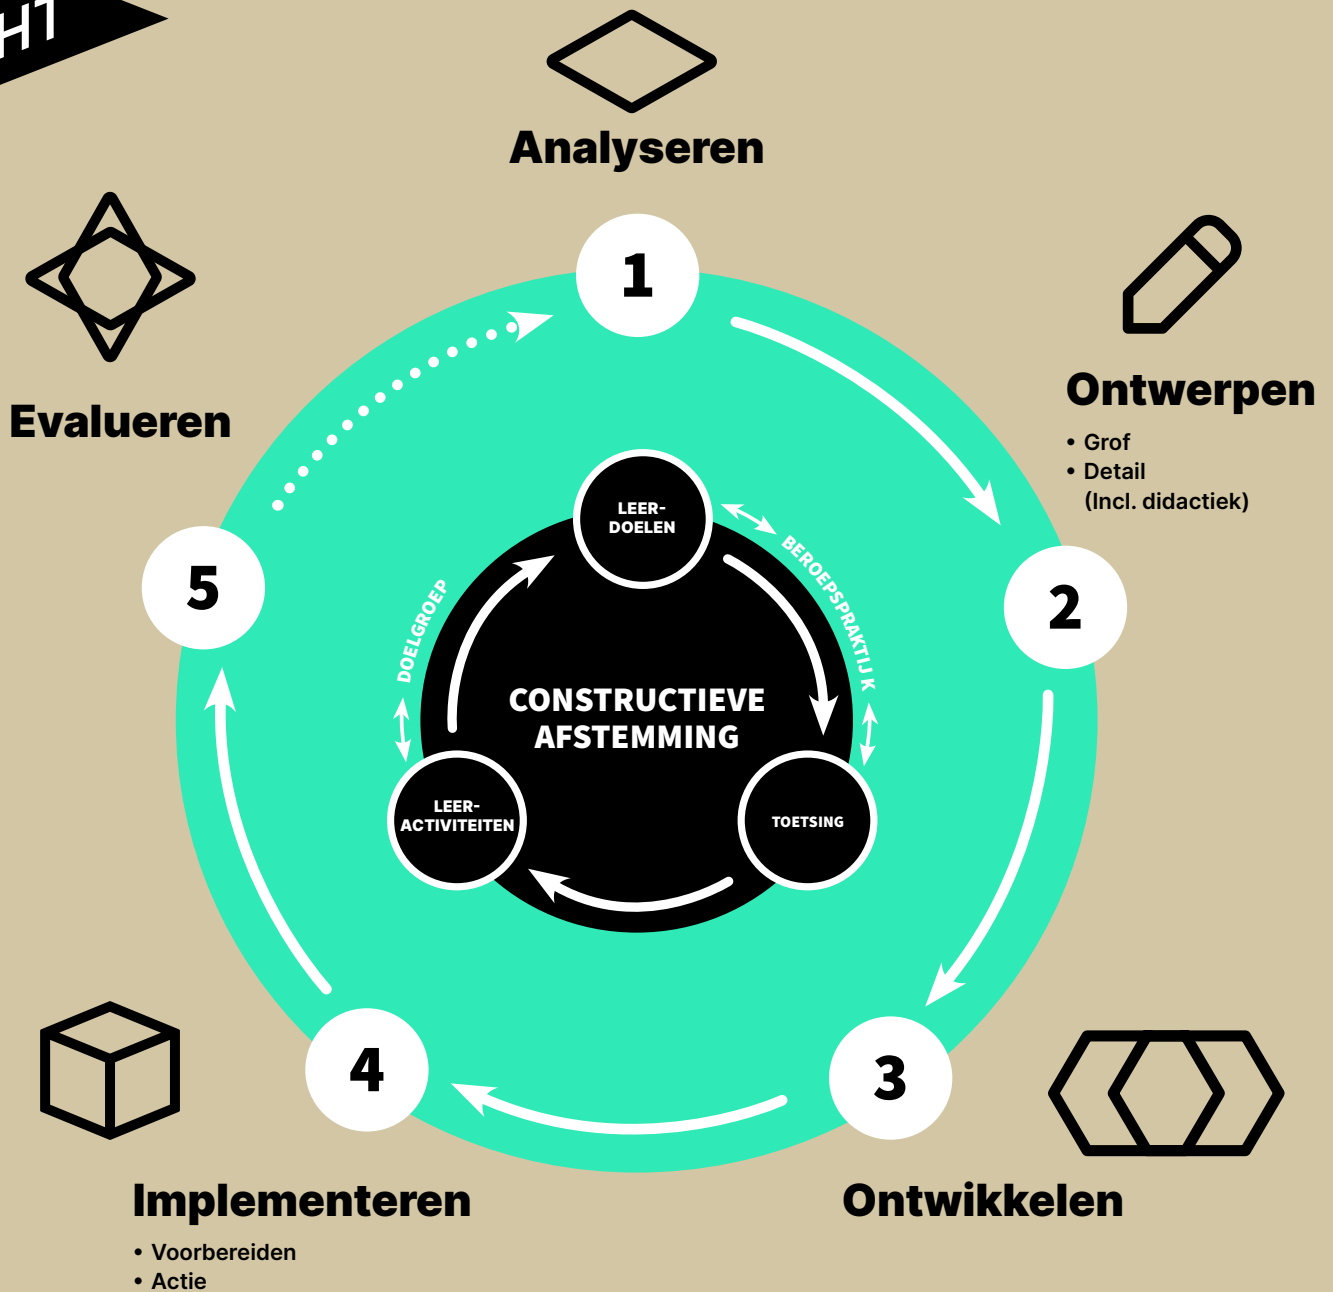 HT
Analyseren
1
Ontwerpen
• Grof
• Detail
(Incl. didactiek)
Evalueren
5
2
LEER-
DOELEN
BEROEPSPRAKTIJK
DOELGROEP
CONSTRUCTIEVE
AFSTEMMING
LEER-
ACTIVITEITEN
TOETSING
4
3
Implementeren
• Voorbereiden
• Actie
Ontwikkelen